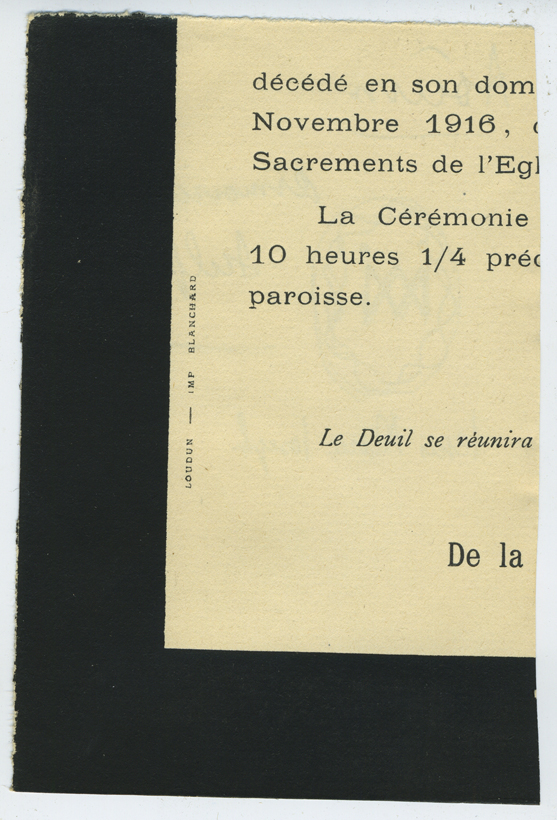 décédé en son dom
Novembre 1916,
Sacrements de l'Egl
La Cérémonie
10 heures 1/4 préc
paroisse.
LOUDUN — IMP BLANCHARD
Le Deuil se réunira
De la